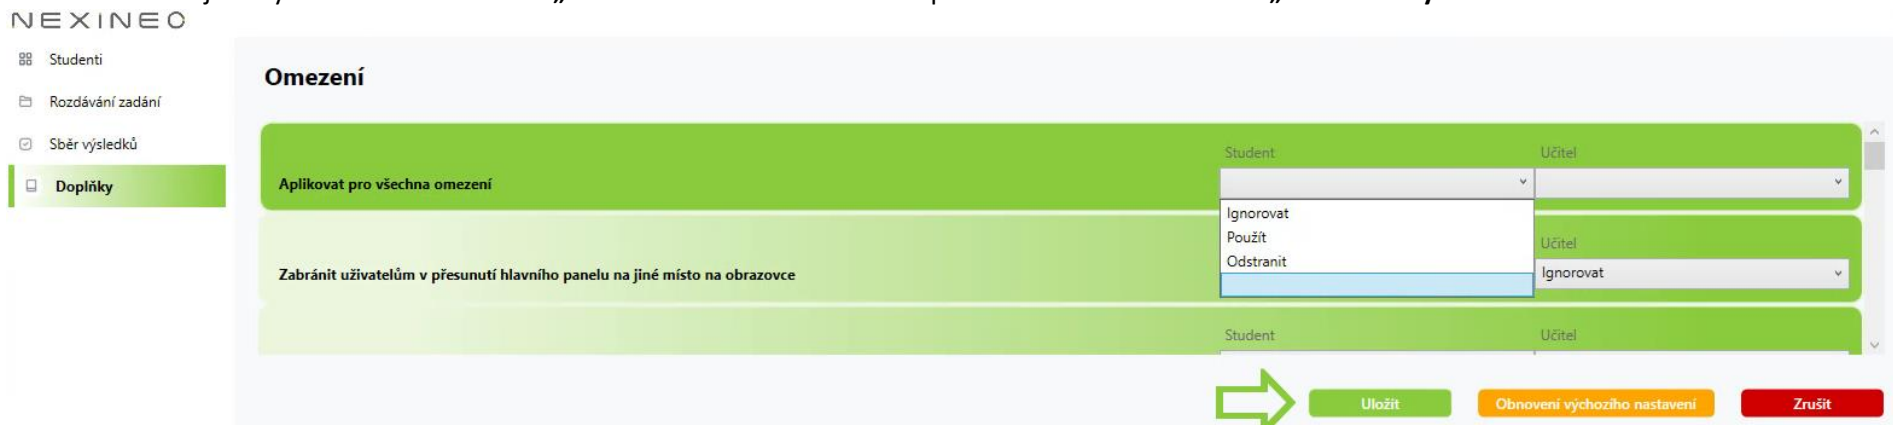 NEXINEO
Studenti
Rozdávání zadání
Sběr výsledků
Doplňky
Omezení
Student Učitel
Aplikovat pro všechna omezení
Ignorovat
Použít
Odstranit
Učitel
Zabránit uživatelům v přesunutí hlavního panelu na jiné místo na obrazovce Ignorovat
Student Učitel
Uložit Obnovení výchozího nastavení Zrušit